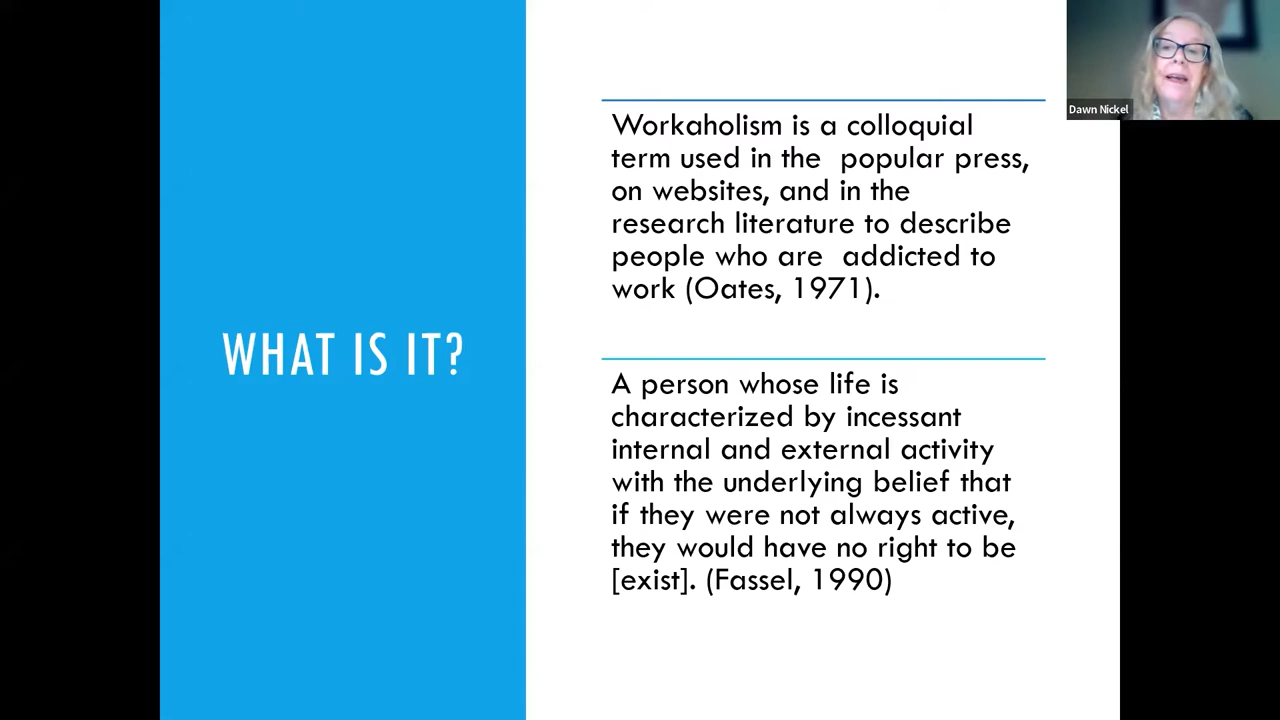 WHAT IS IT?
Workaholism is a colloquial
term used in the  popular press,
on websites, and in the
research literature to describe
people who are  addicted to
work (Oates, 1971).
A person whose life is
characterized by incessant
internal and external activity
with the underlying belief that
if they were not always active,
they would have no right to be
[exist]. (Fassel, 1990)
Dawn Nickel